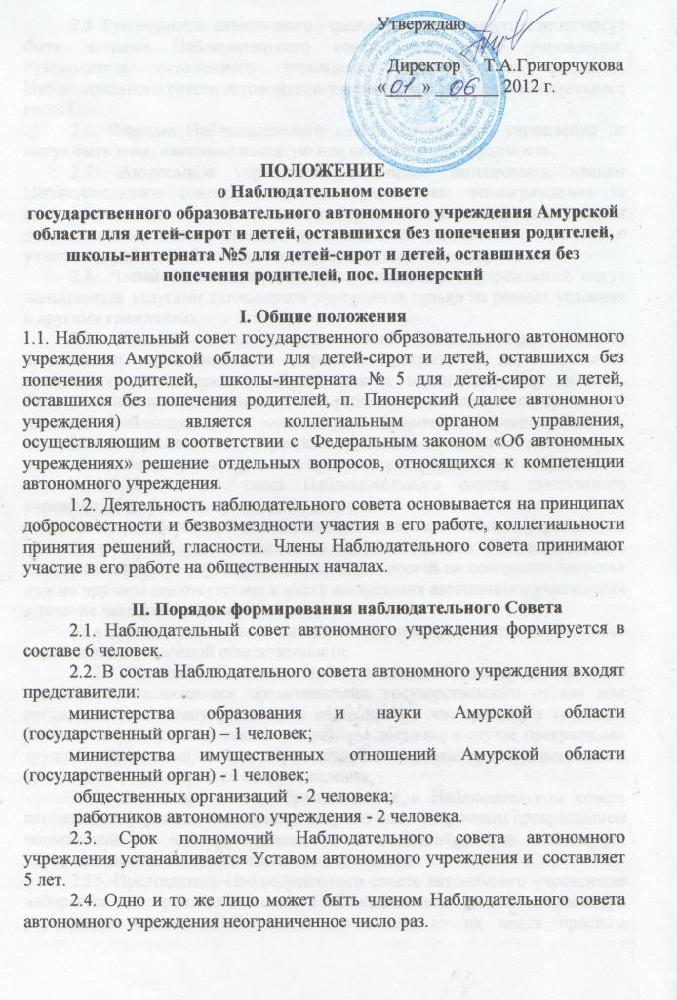 Утверждаю
Директор Т.А.Григорчукова
« 01 » 06 2012 г.
ПОЛОЖЕНИЕ
о Наблюдательном совете
государственного образовательного автономного учреждения Амурской
области для детей-сирот и детей, оставшихся без попечения родителей,
школы-интерната №5 для детей-сирот и детей, оставшихся без
попечения родителей, пос. Пионерский
I. Общие положения
1.1. Наблюдательный совет государственного образовательного автономного
учреждения Амурской области для детей-сирот и детей, оставшихся без
попечения родителей, школы-интерната № 5 для детей-сирот и детей,
оставшихся без попечения родителей, п. Пионерский (далее автономного
учреждения) является коллегиальным органом управления,
осуществляющим в соответствии с Федеральным законом «Об автономных
учреждениях» решение отдельных вопросов, относящихся к компетенции
автономного учреждения.
1.2. Деятельность наблюдательного совета основывается на принципах
добросовестности и безвозмездности участия в его работе, коллегиальности
принятия решений, гласности. Члены Наблюдательного совета принимают
участие в его работе на общественных началах.
II. Порядок формирования наблюдательного Совета
2.1. Наблюдательный совет автономного учреждения формируется в
составе 6 человек.
2.2. В состав Наблюдательного совета автономного учреждения входят
представители:
министерства образования и науки Амурской области
(государственный орган) – 1 человек;
министерства имущественных отношений Амурской области
(государственный орган) - 1 человек;
общественных организаций - 2 человека;
работников автономного учреждения - 2 человека.
2.3. Срок полномочий Наблюдательного совета автономного
учреждения устанавливается Уставом автономного учреждения и составляет
5 лет.
2.4. Одно и то же лицо может быть членом Наблюдательного совета
автономного учреждения неограниченное число раз.